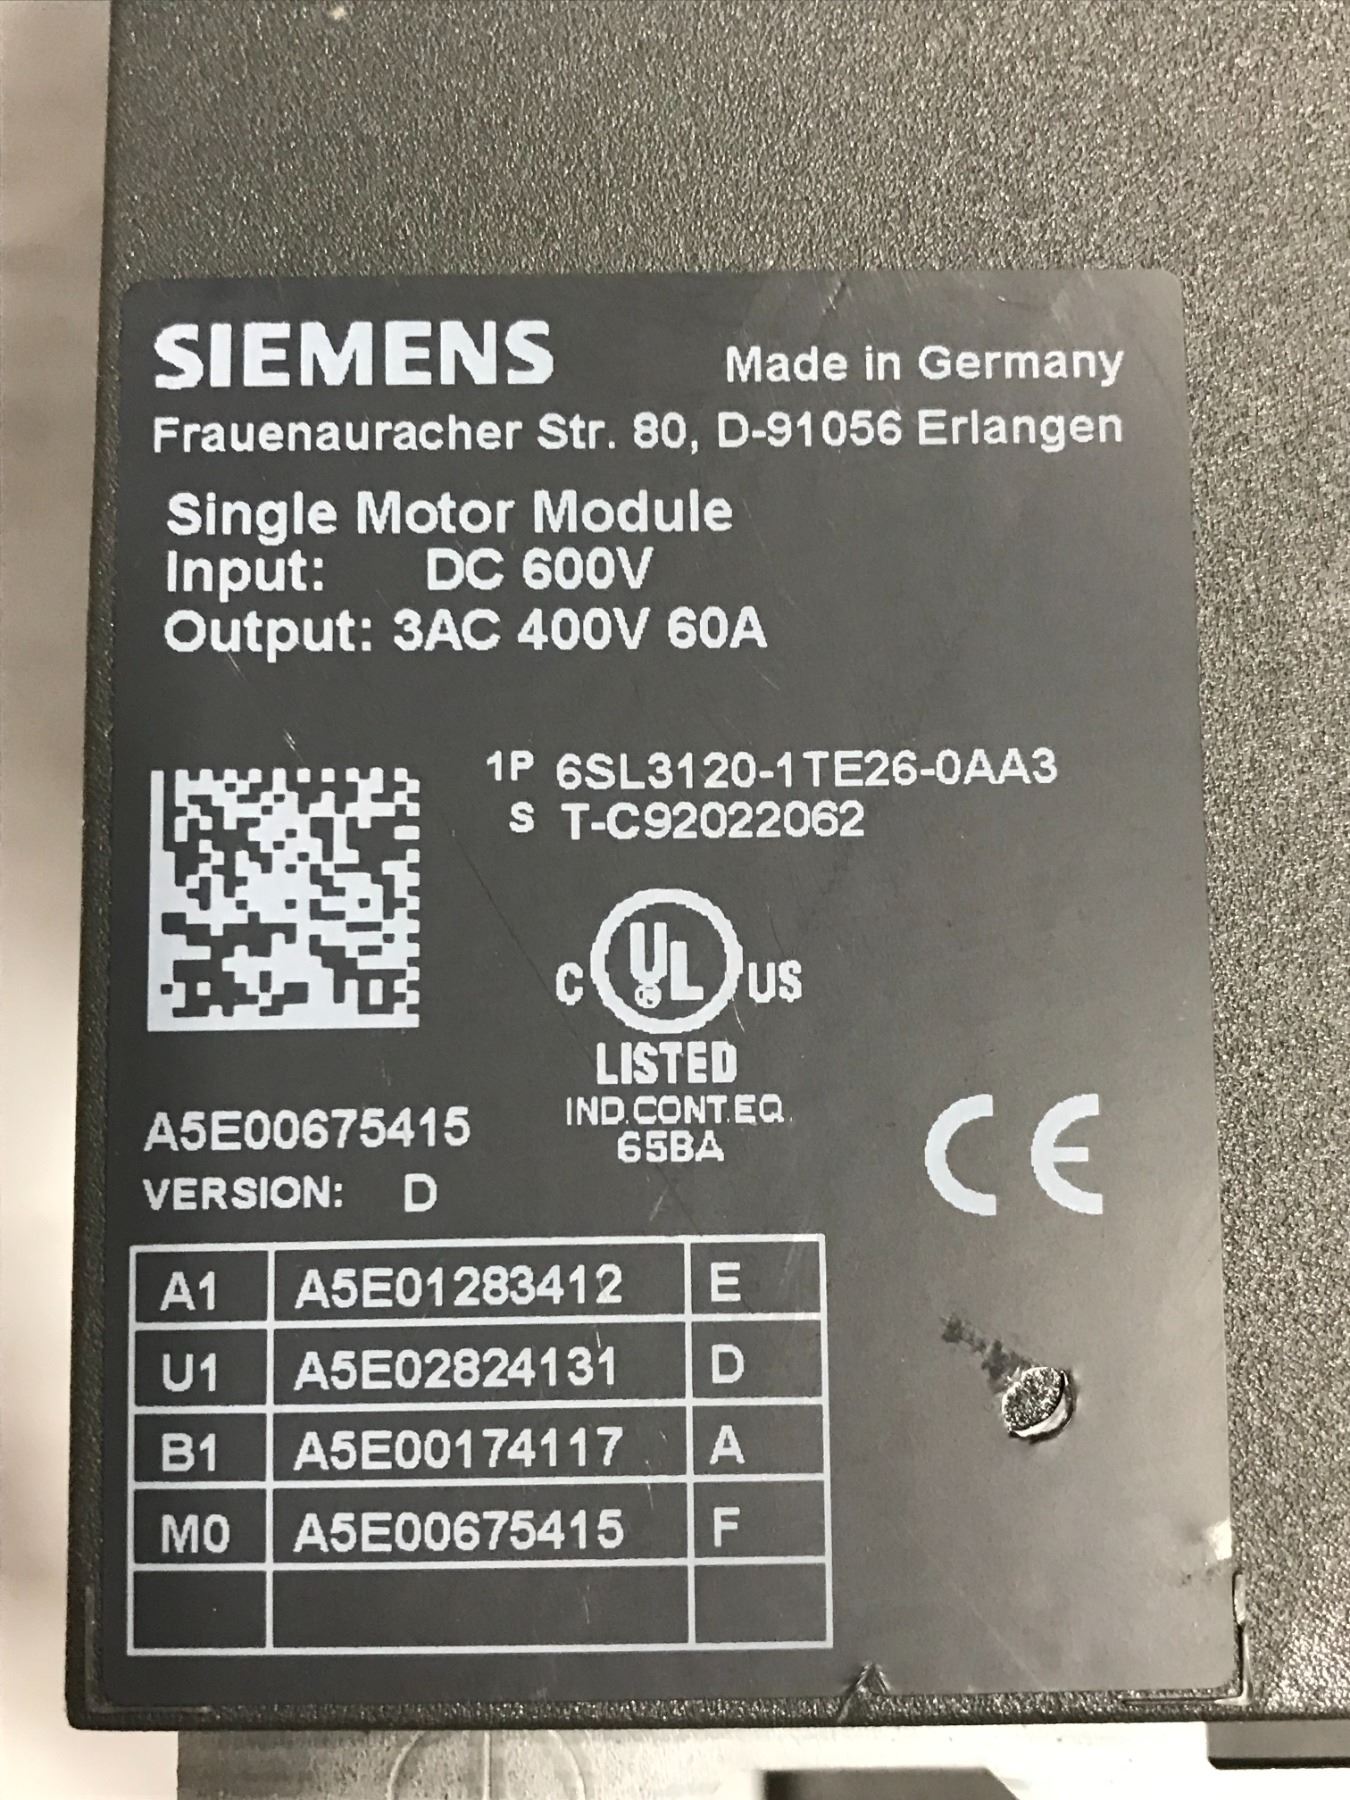 SIEMENS Made in Germany
Frauenauracher Str. 80, D-91056 Erlangen
Single Motor Module
Input: DC 600V
Output: 3AC 400V 60A
1P 6SL3120-1TE26-0AA3
S T-C92022062
C UL US
LISTED
IND.CONT.EQ.
65BA
A5E00675415
VERSION: D
CE
A1 A5E01283412 E
U1 A5E02824131 D
B1 A5E00174117 A
M0 A5E00675415 F